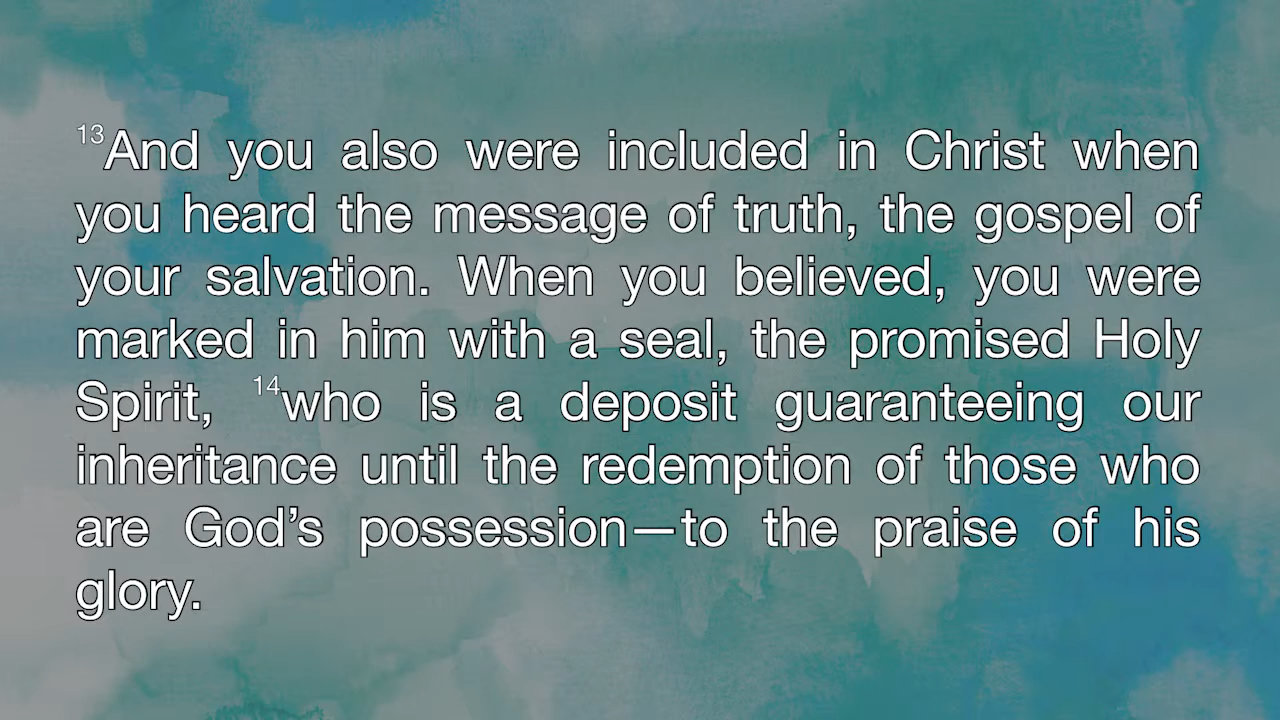 13And you also were included in Christ when
you heard the message of truth, the gospel of
your salvation. When you believed, you were
marked in him with a seal, the promised Holy
Spirit, 14who is a deposit guaranteeing our
inheritance until the redemption of those who
are God’s possession—to the praise of his
glory.